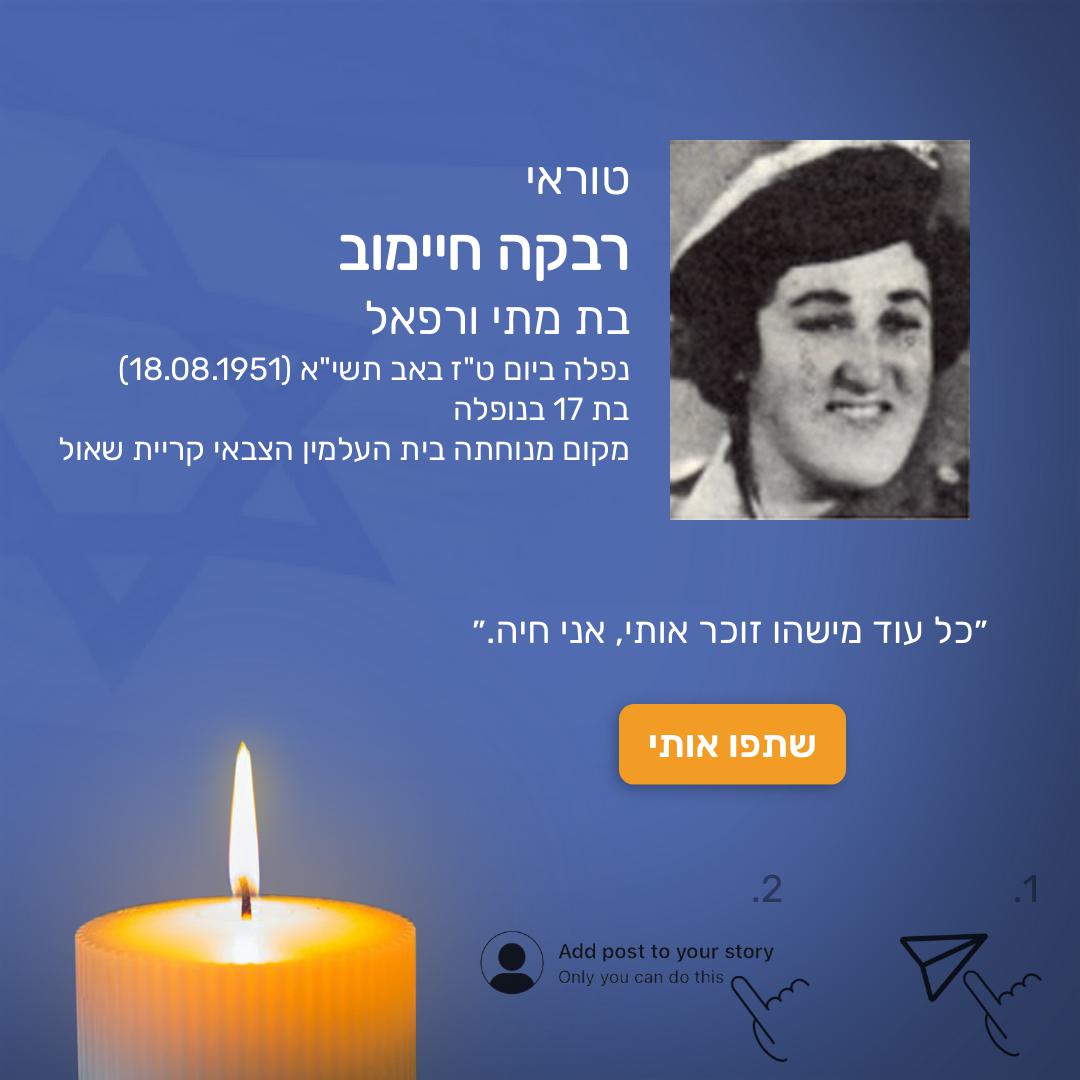 טוראי
רבקה חיימוב
בת מתי ורפאל
נפלה ביום ט"ז באב תשי"א (18.08.1951)
בת 17 בנופלה
מקום מנוחתה בית העלמין הצבאי קריית שאול
״כל עוד מישהו זוכר אותי, אני חיה.״
שתפו אותי
1.
2.
Add post to your story
Only you can do this